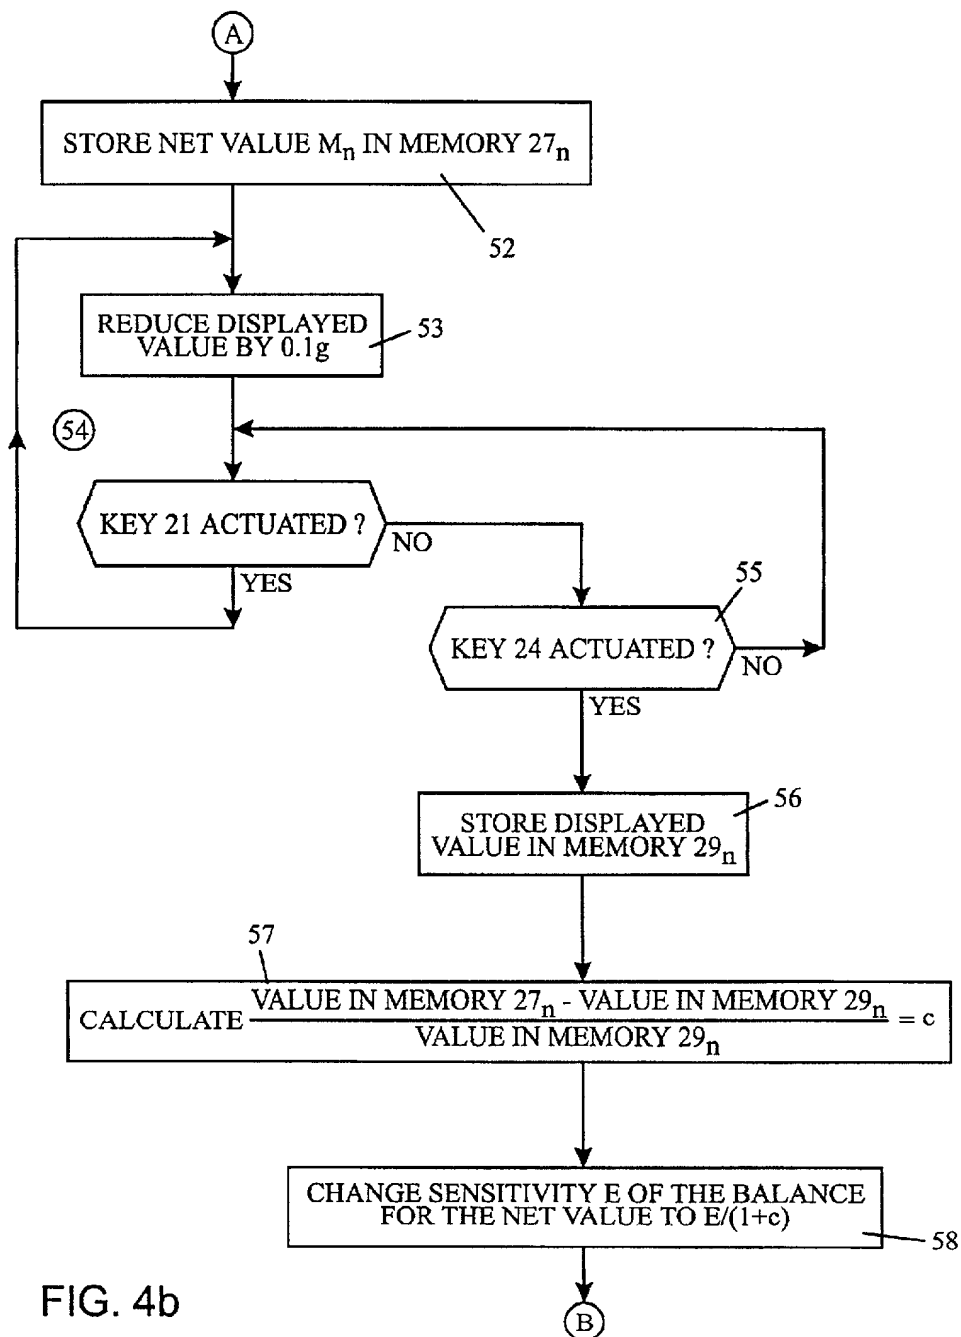 A
STORE NET VALUE Mn IN MEMORY 27n
52
REDUCE DISPLAYED
VALUE BY 0.1g
53
54
KEY 21 ACTUATED ?
NO
YES
55
KEY 24 ACTUATED ?
NO
YES
56
STORE DISPLAYED
VALUE IN MEMORY 29n
57
VALUE IN MEMORY 27n - VALUE IN MEMORY 29n
CALCULATE = c
VALUE IN MEMORY 29n
CHANGE SENSITIVITY E OF THE BALANCE
FOR THE NET VALUE TO E/(1+c)
58
FIG. 4b
B